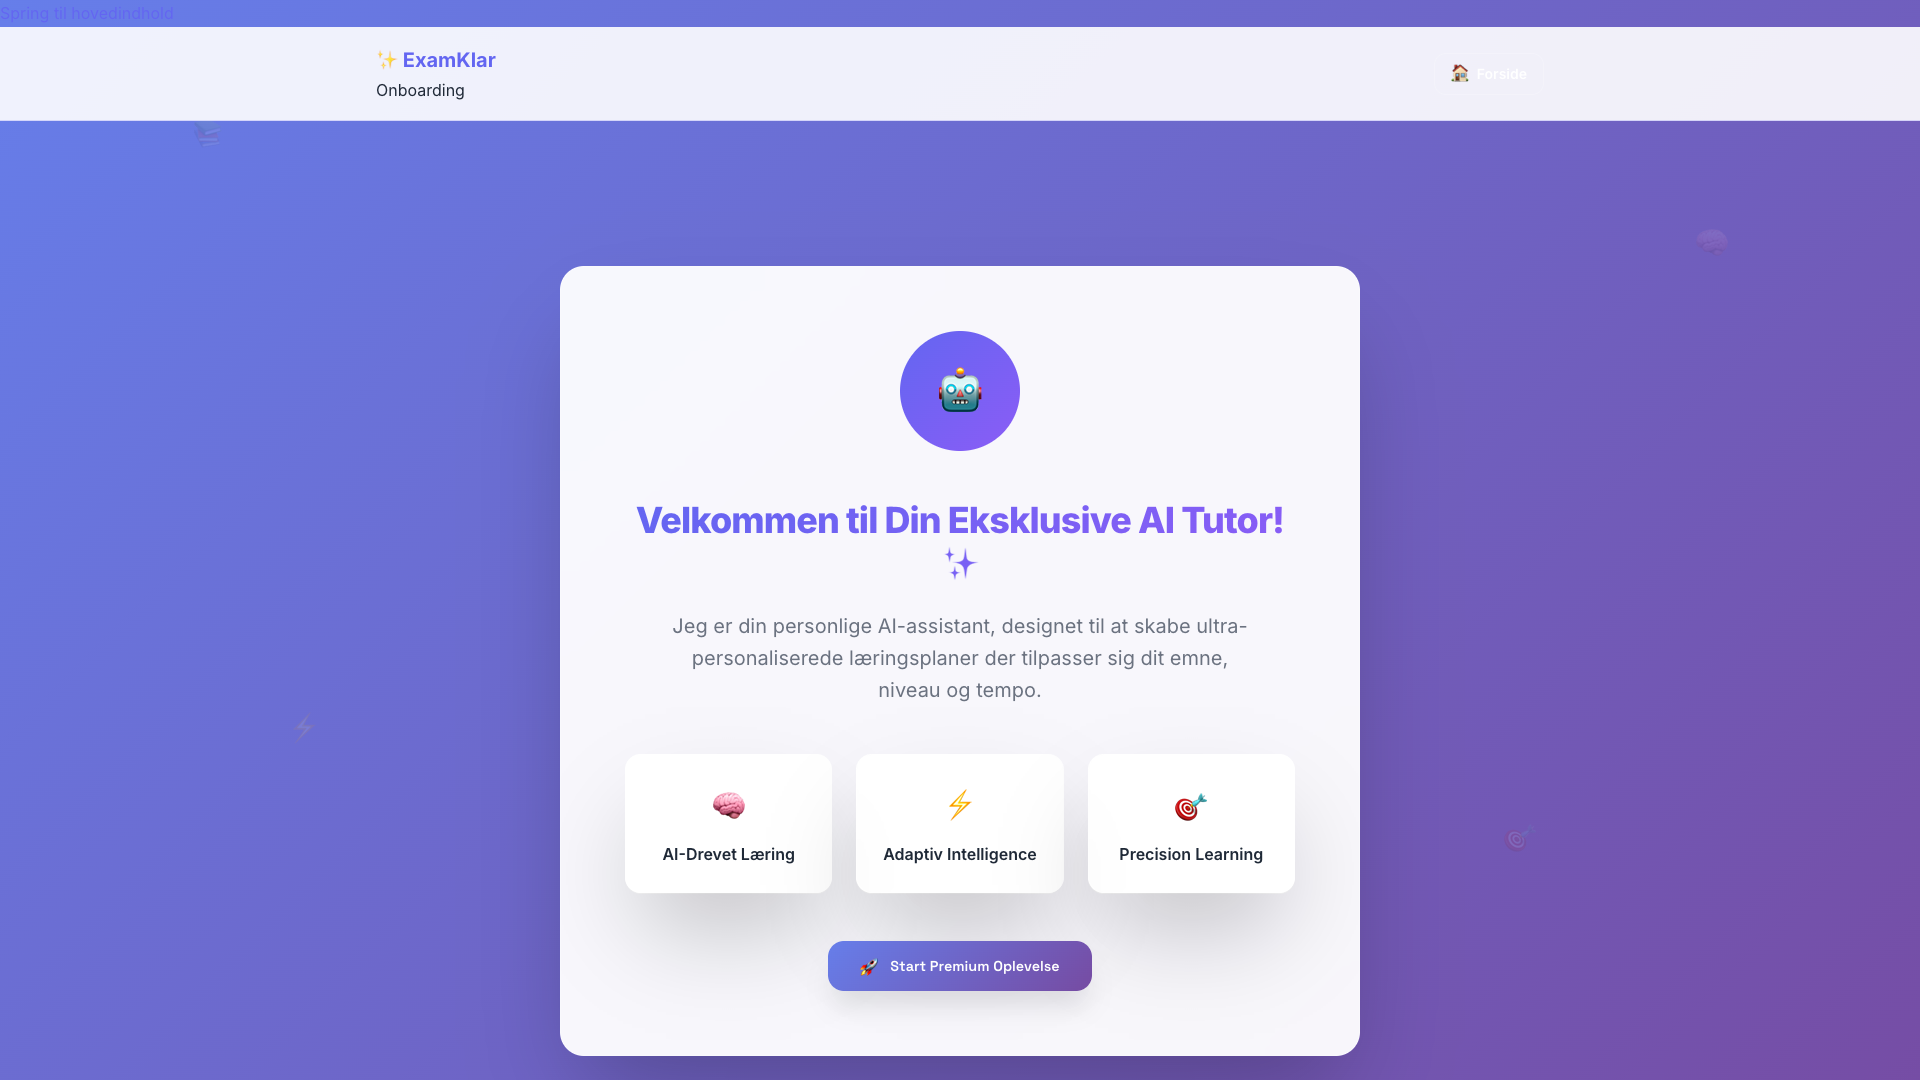 Spring til hovedindhold
✨ ExamKlar
Onboarding
🏠 Forside
Velkommen til Din Eksklusive AI Tutor!
✨
Jeg er din personlige AI-assistant, designet til at skabe ultra-
personaliserede læringsplaner der tilpasser sig dit emne,
niveau og tempo.
AI-Drevet Læring
Adaptiv Intelligence
Precision Learning
🚀 Start Premium Oplevelse